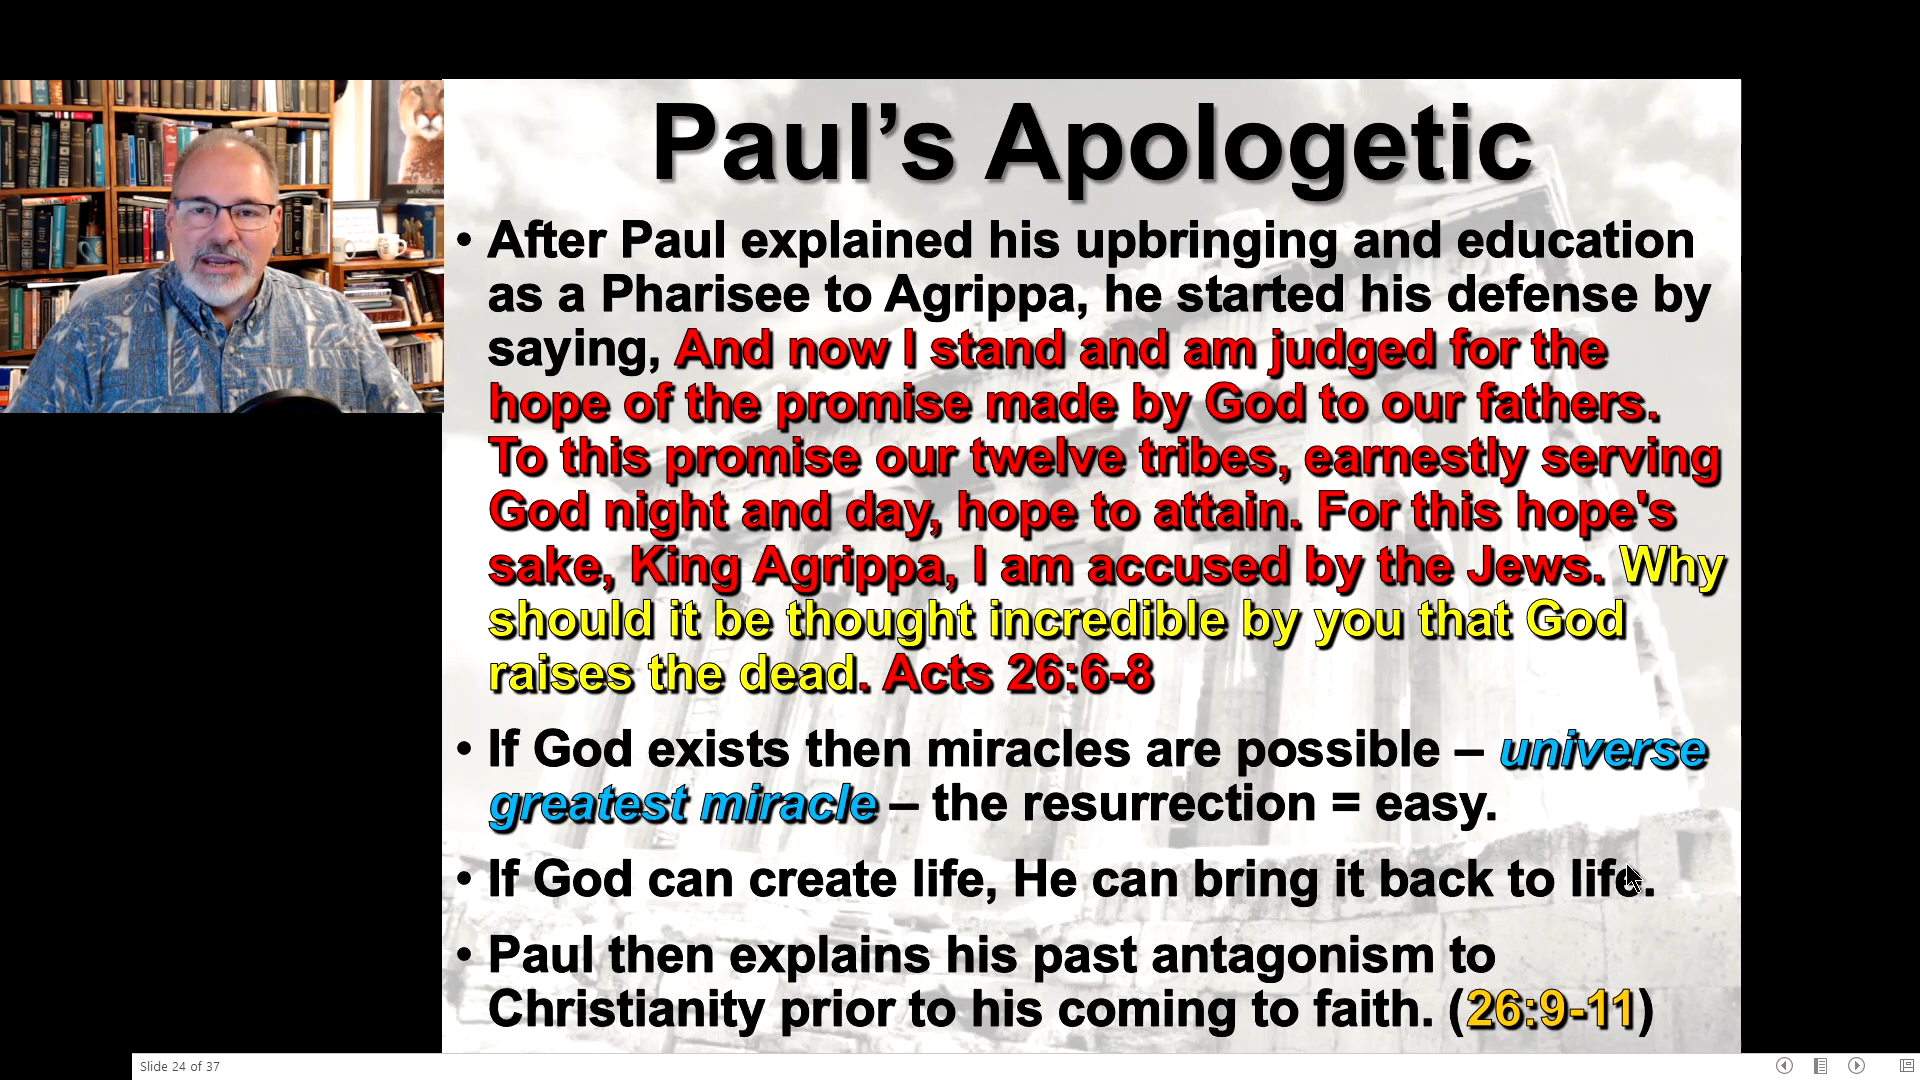 Paul’s Apologetic
• After Paul explained his upbringing and education
as a Pharisee to Agrippa, he started his defense by
saying, And now I stand and am judged for the
hope of the promise made by God to our fathers.
To this promise our twelve tribes, earnestly serving
God night and day, hope to attain. For this hope's
sake, King Agrippa, I am accused by the Jews. Why
should it be thought incredible by you that God
raises the dead. Acts 26:6-8
• If God exists then miracles are possible – universe
greatest miracle – the resurrection = easy.
• If God can create life, He can bring it back to life.
• Paul then explains his past antagonism to
Christianity prior to his coming to faith. (26:9-11)
Slide 24 of 37